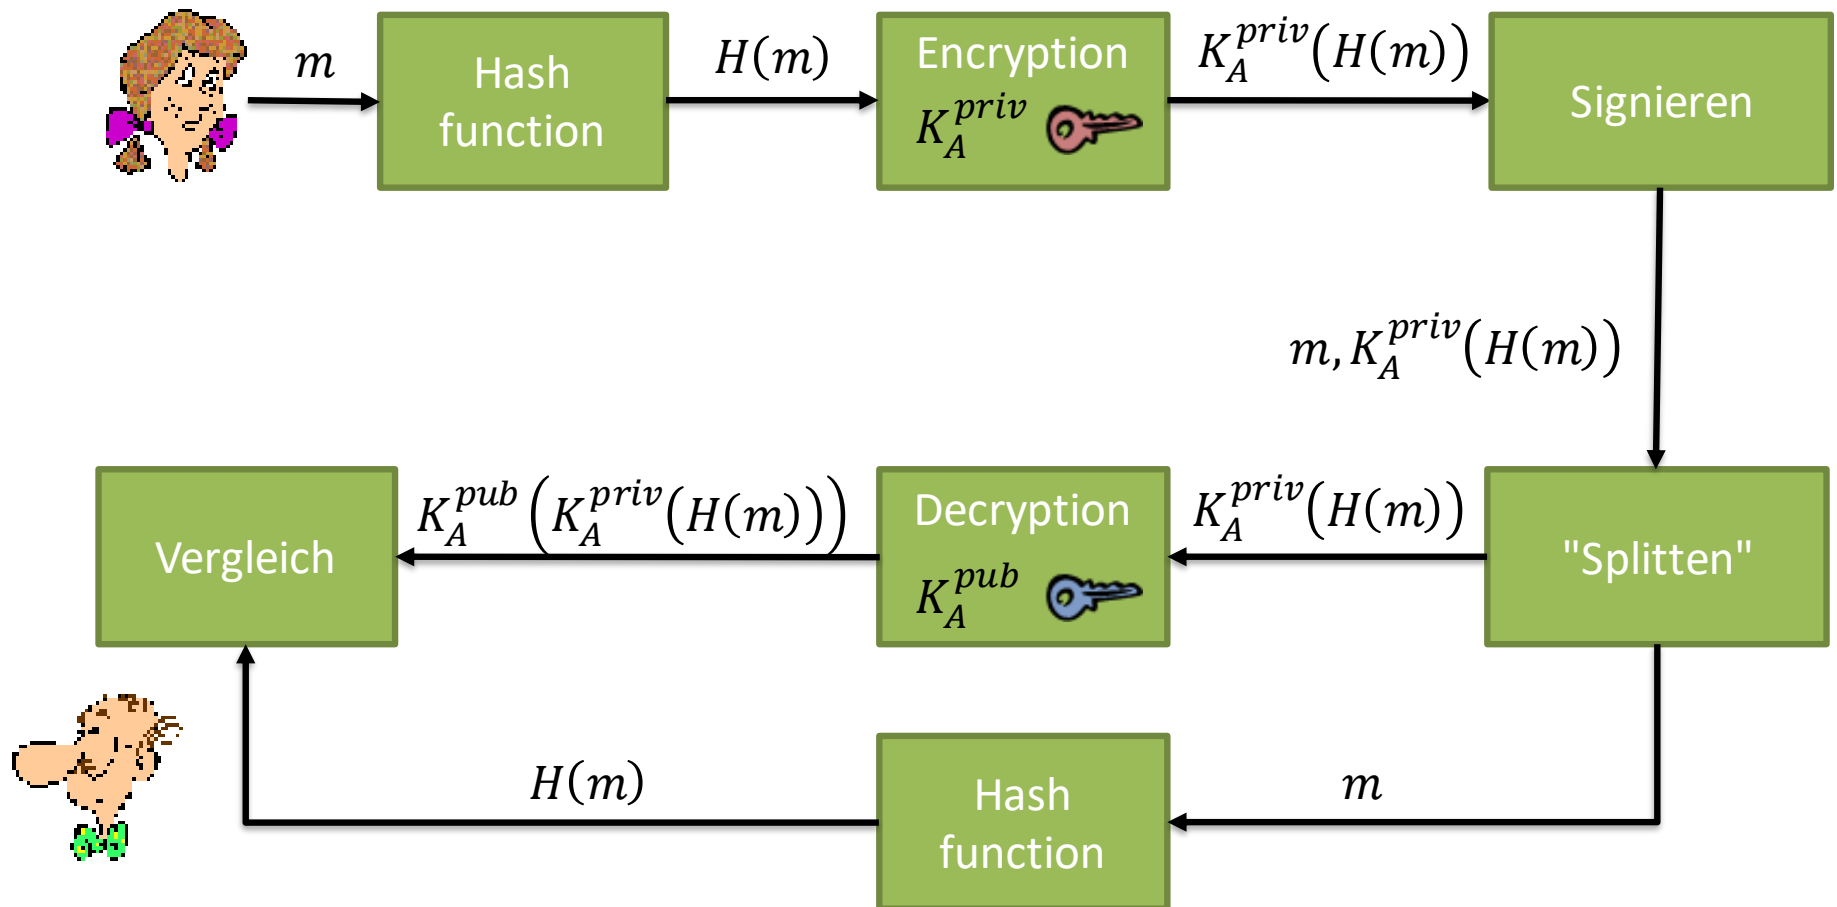 m
Hash
function
H(m)
Encryption
K_A^{priv}
K_A^{priv}(H(m))
Signieren
m, K_A^{priv}(H(m))
Vergleich
K_A^{pub}(K_A^{priv}(H(m)))
Decryption
K_A^{pub}
K_A^{priv}(H(m))
"Splitten"
H(m)
Hash
function
m